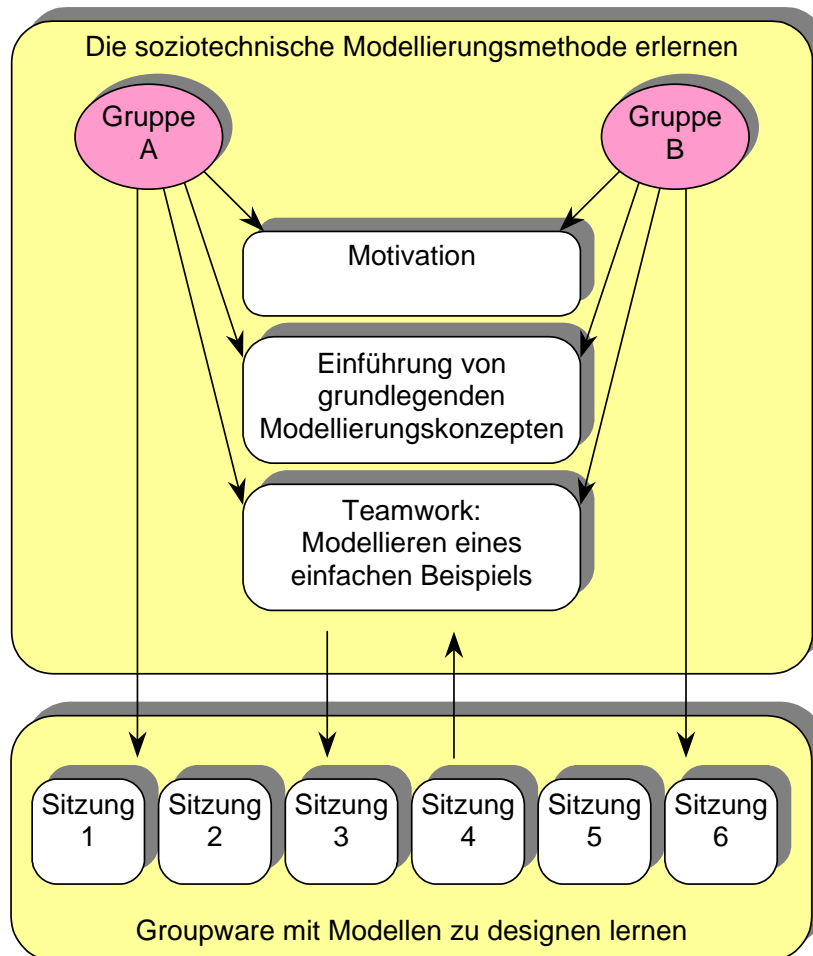 Die soziotechnische Modellierungsmethode erlernen
Gruppe
A
Gruppe
B
Motivation
Einführung von
grundlegenden
Modellierungskonzepten
Teamwork:
Modellieren eines
einfachen Beispiels
Sitzung
1
Sitzung
2
Sitzung
3
Sitzung
4
Sitzung
5
Sitzung
6
Groupware mit Modellen zu designen lernen